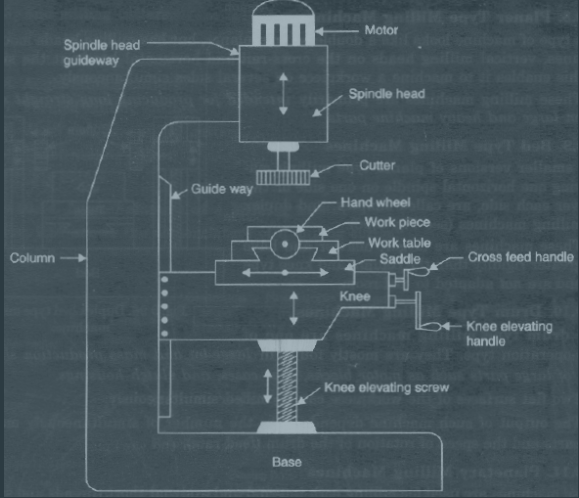 Motor
Spindle head
guideway
Spindle head
Cutter
Guide way
Hand wheel
Work piece
Work table
Saddle
Column
Cross feed handle
Knee
Knee elevating
handle
Knee elevating screw
Base